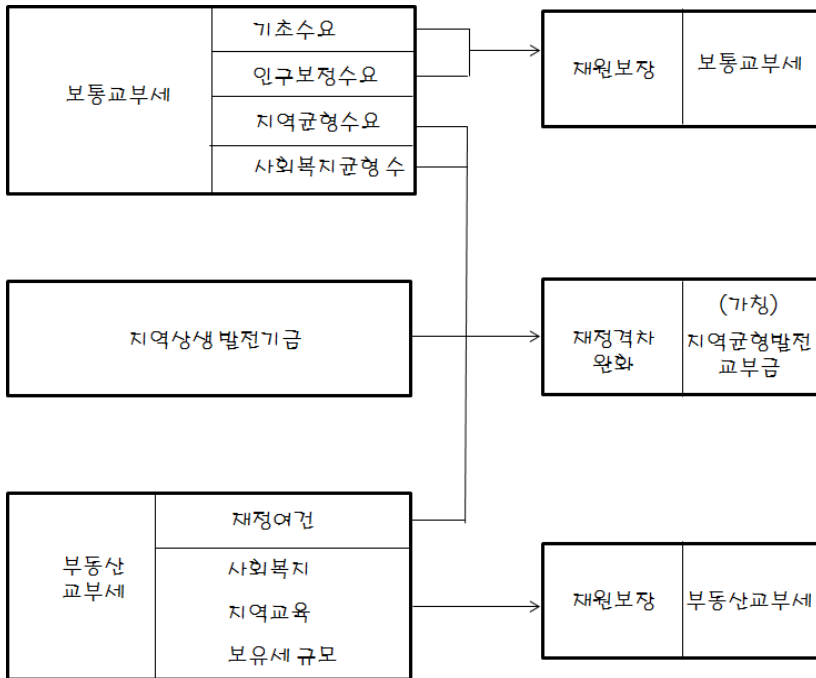 보통교부세
기초수요
인구보정수요
지역균형수요
사회복지균형 수
재원보장
보통교부세
지역상생 발전기금
재정격차
완화
(가칭)
지역균형발전
교부금
부동산
교부세
재정여건
사회복지
지역교육
보유세 규모
재원보장
부동산교부세